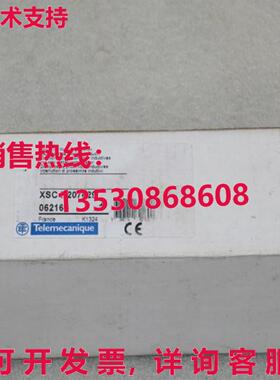 术支持
销售热线:
XSC
13530868608
06216
France K1324
Telemecanique
可开发票，详询客服